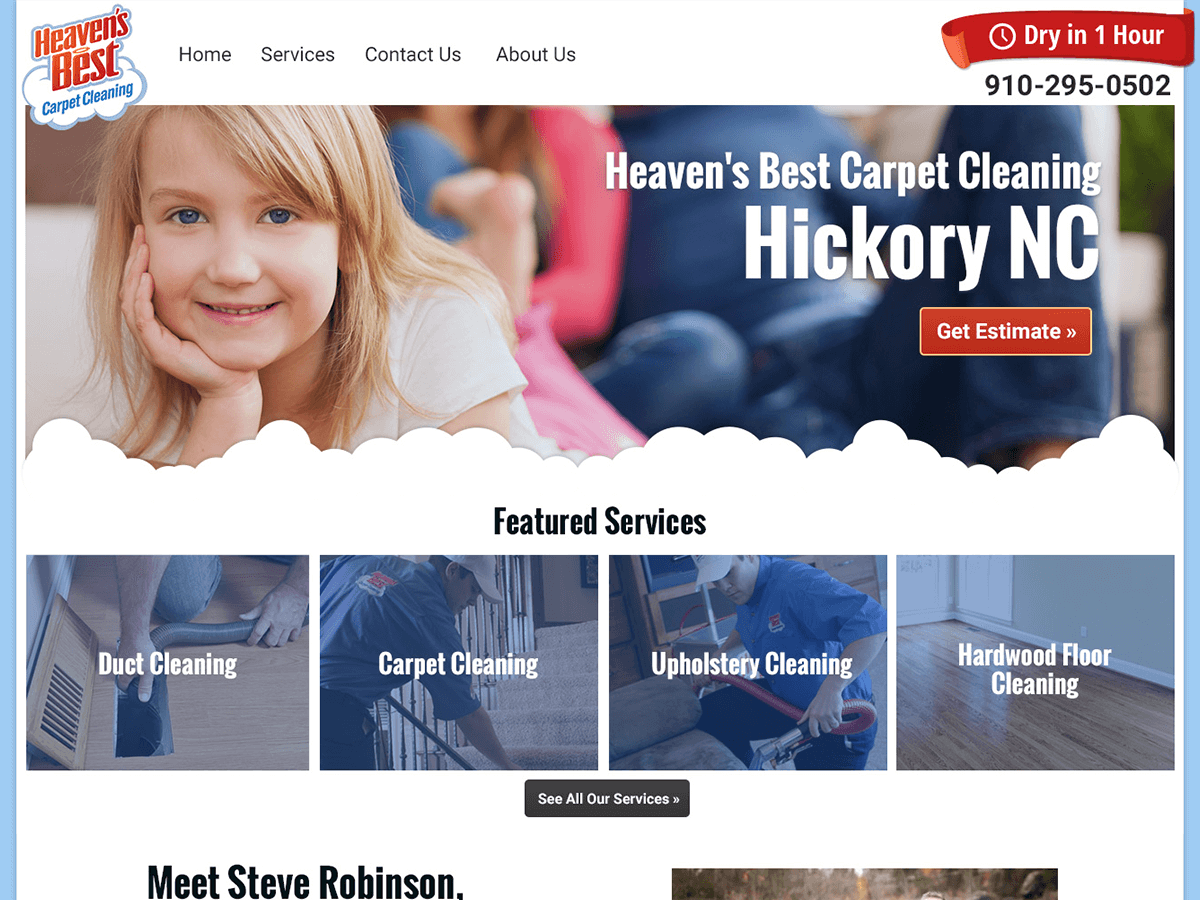 Heaven's
Best
Carpet Cleaning
Home Services Contact Us About Us
Dry in 1 Hour
910-295-0502
Heaven's Best Carpet Cleaning
Hickory NC
Get Estimate »
Featured Services
Duct Cleaning
Carpet Cleaning
Upholstery Cleaning
Hardwood Floor
Cleaning
See All Our Services »
Meet Steve Robinson,